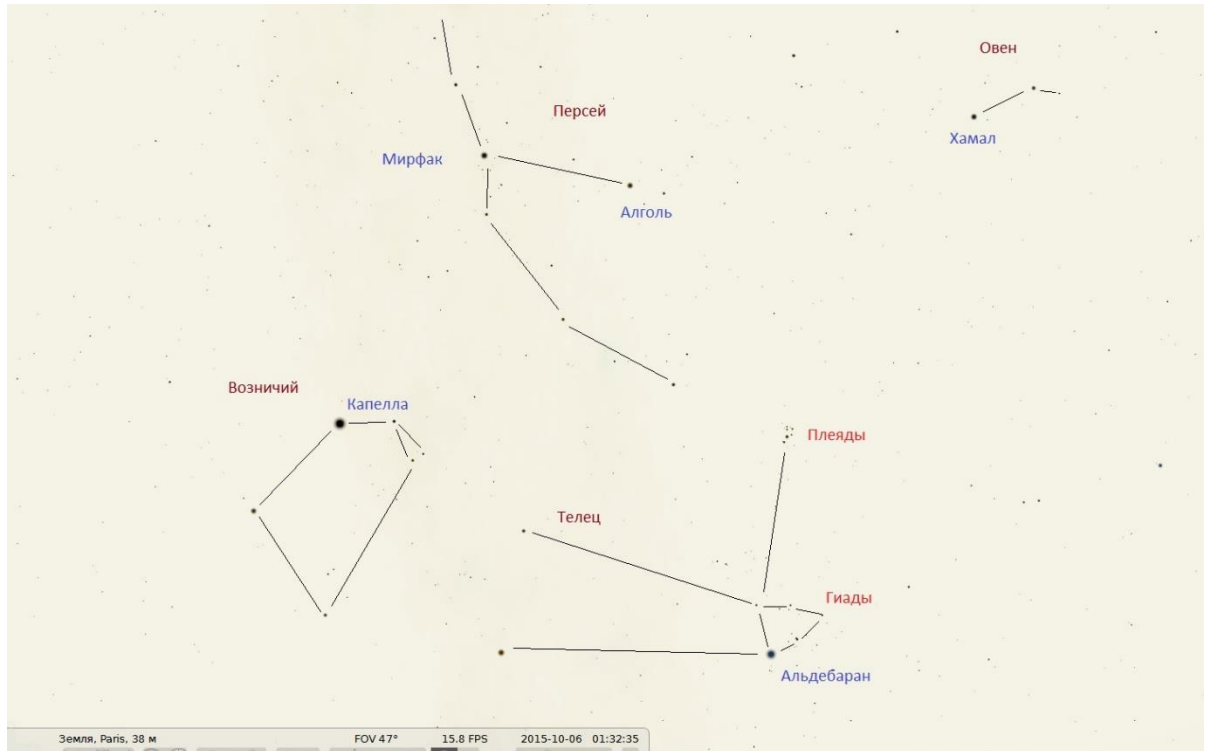 Овен
Персей
Хамал
Мирфак
Алголь
Возничий
Капелла
Плеяды
Телец
Гиады
Альдебаран
Земля, Paris, 38 м FOV 47° 15.8 FPS 2015-10-06 01:32:35